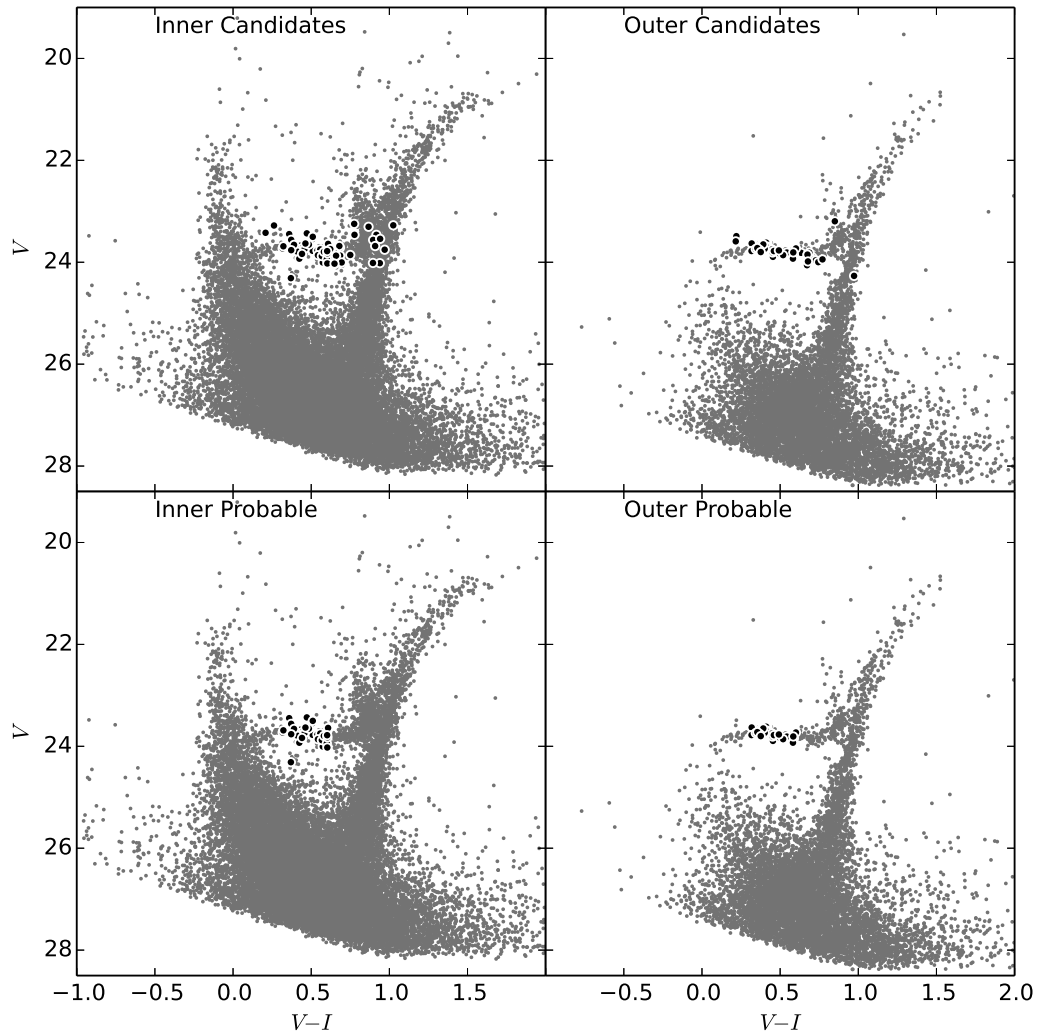 Inner Candidates
Outer Candidates
20
22
V
24
26
28
Inner Probable
Outer Probable
20
22
V
24
26
28
−1.0 −0.5 0.0 0.5 1.0 1.5
−0.5 0.0 0.5 1.0 1.5 2.0
V−I
V−I